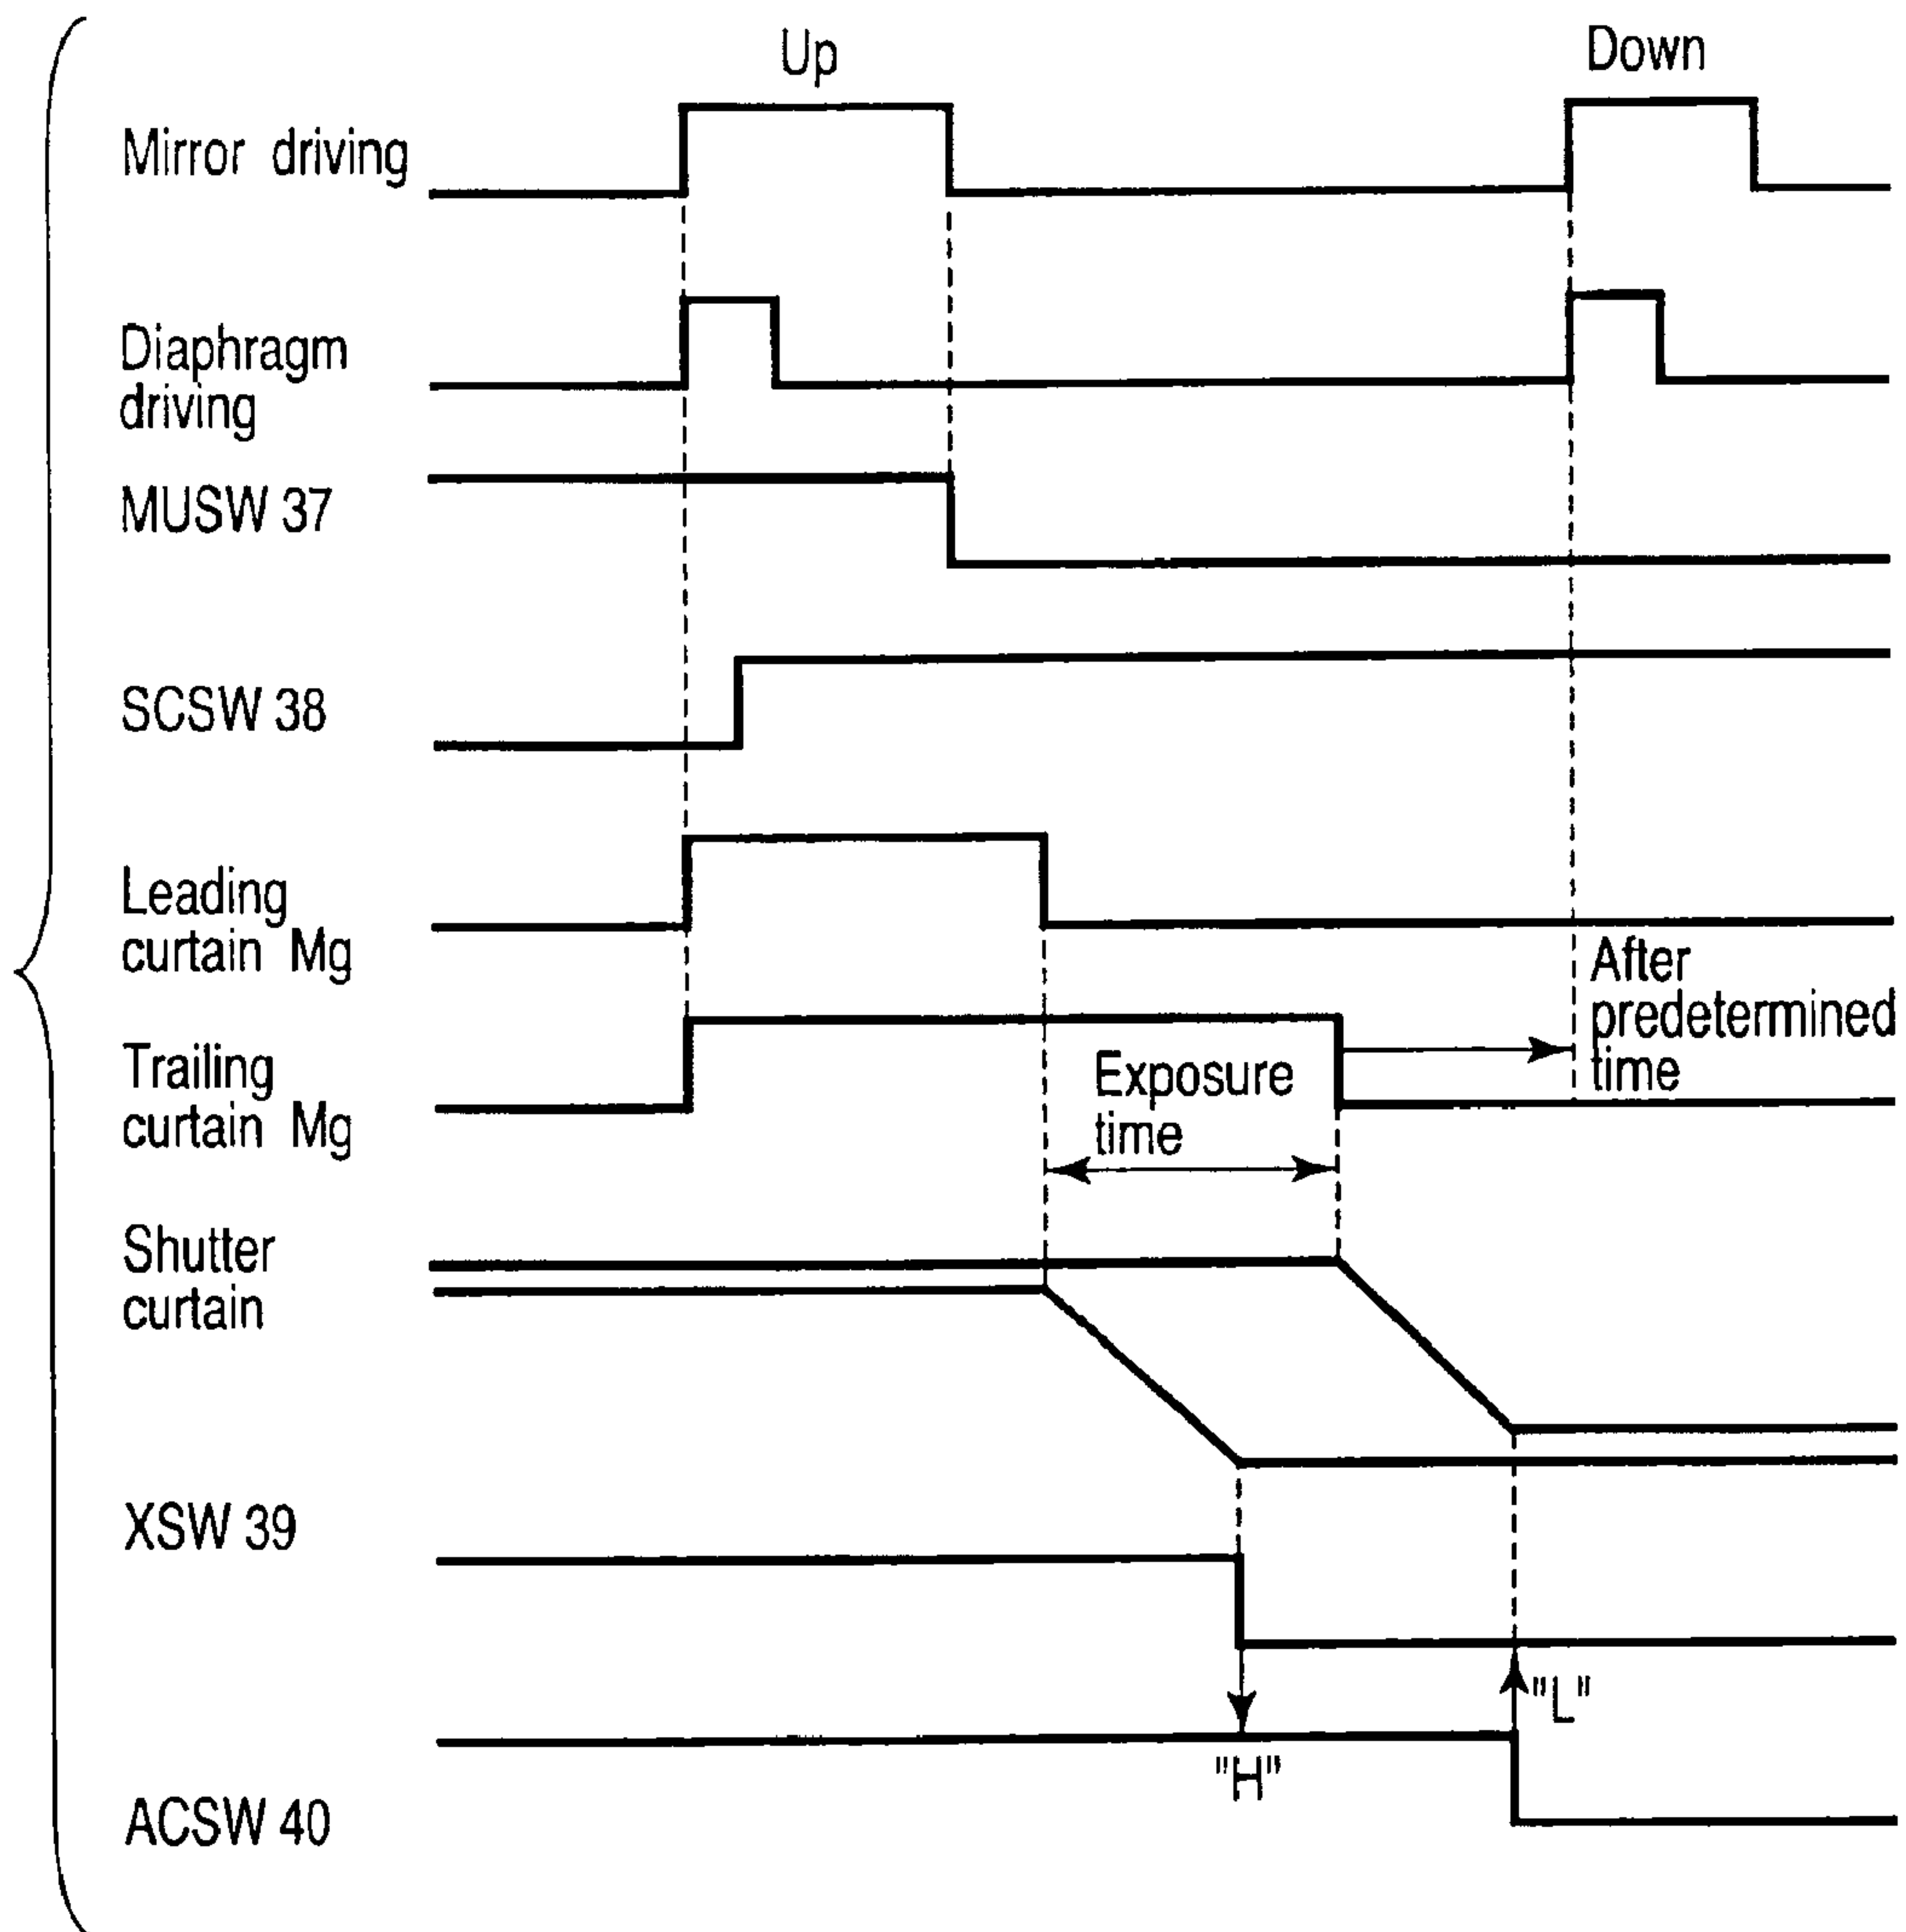 Up
Down
Mirror driving
Diaphragm
driving
MUSW 37
SCSW 38
Leading
curtain Mg
After
predetermined
time
Trailing
curtain Mg
Exposure
time
Shutter
curtain
XSW 39
"L"
"H"
ACSW 40